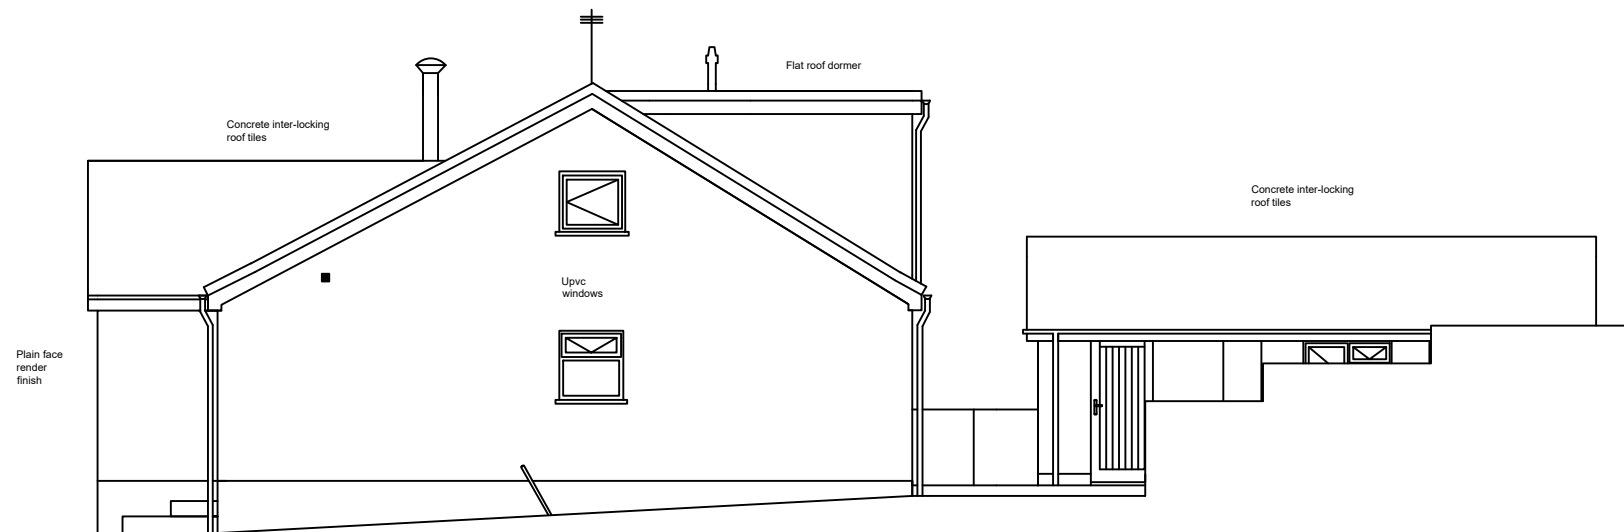 Flat roof dormer
Concrete inter-locking
roof tiles
Concrete inter-locking
roof tiles
Upvc
windows
Plain face
render
finish